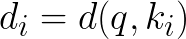 d_i = d(q, k_i)